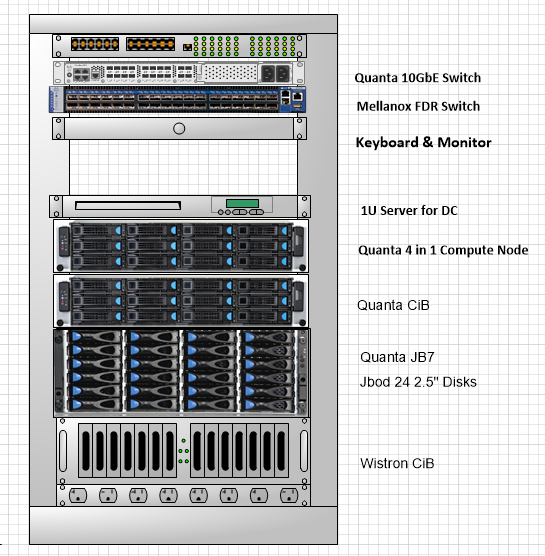 Quanta 10GbE Switch
Mellanox FDR Switch
Keyboard & Monitor
1U Server for DC
Quanta 4 in 1 Compute Node
Quanta CiB
Quanta JB7
Jbod 24 2.5" Disks
Wistron CiB